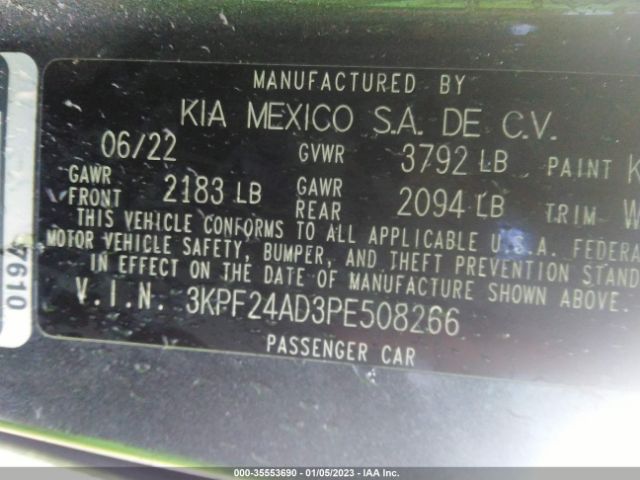 MANUFACTURED BY
KIA MEXICO S.A. DE C.V.
06/22 GVWR 3792 LB PAINT K
GAWR FRONT 2183 LB GAWR REAR 2094 LB TRIM W
THIS VEHICLE CONFORMS TO ALL APPLICABLE U.S.A. FEDERA
MOTOR VEHICLE SAFETY, BUMPER, AND THEFT PREVENTION STAND
IN EFFECT ON THE DATE OF MANUFACTURE SHOWN ABOVE.
V.I.N. 3KPF24AD3PE508266
PASSENGER CAR
7610
000-35553690 - 01/05/2023 - IAA Inc.